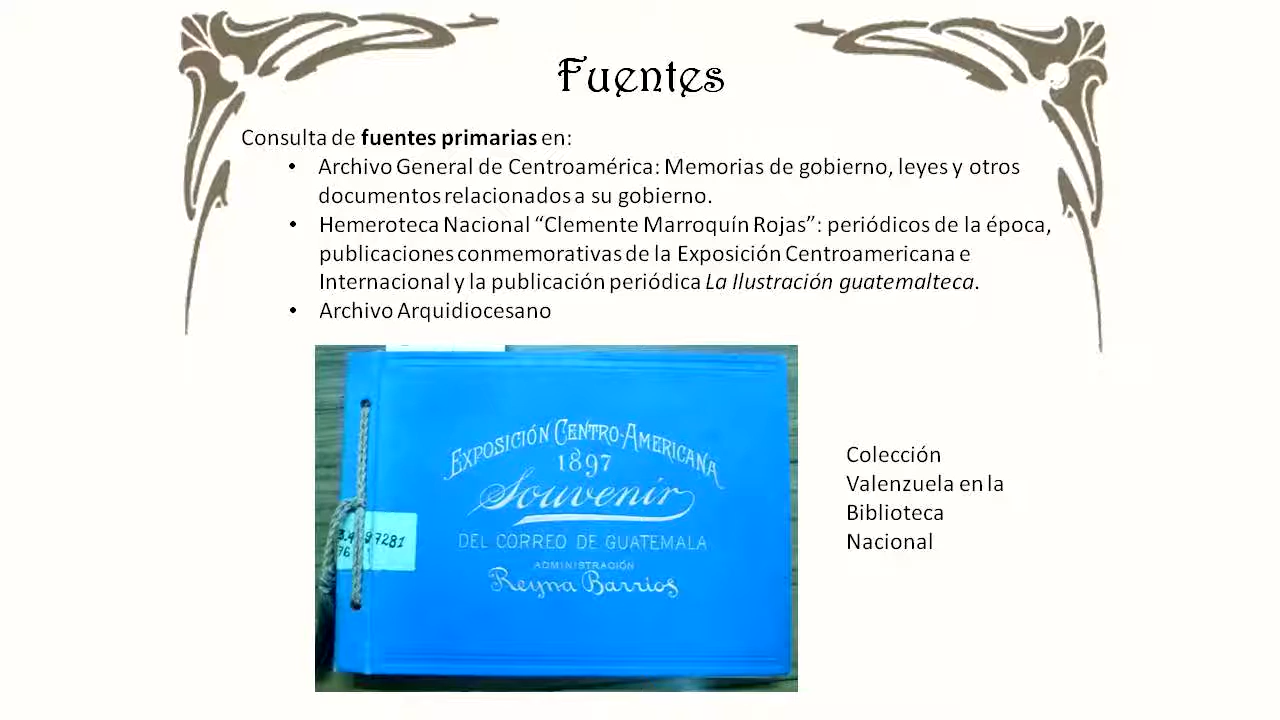 Fuentes
Consulta de fuentes primarias en:
• Archivo General de Centroamérica: Memorias de gobierno, leyes y otros
documentos relacionados a su gobierno.
• Hemeroteca Nacional “Clemente Marroquín Rojas”: periódicos de la época,
publicaciones conmemorativas de la Exposición Centroamericana e
Internacional y la publicación periódica La Ilustración guatemalteca.
• Archivo Arquidiocesano
EXPOSICIÓN CENTRO-AMERICANA
1897
Souvenir
DEL CORREO DE GUATEMALA
ADMINISTRACIÓN
Reyna Barrios
Colección
Valenzuela en la
Biblioteca
Nacional